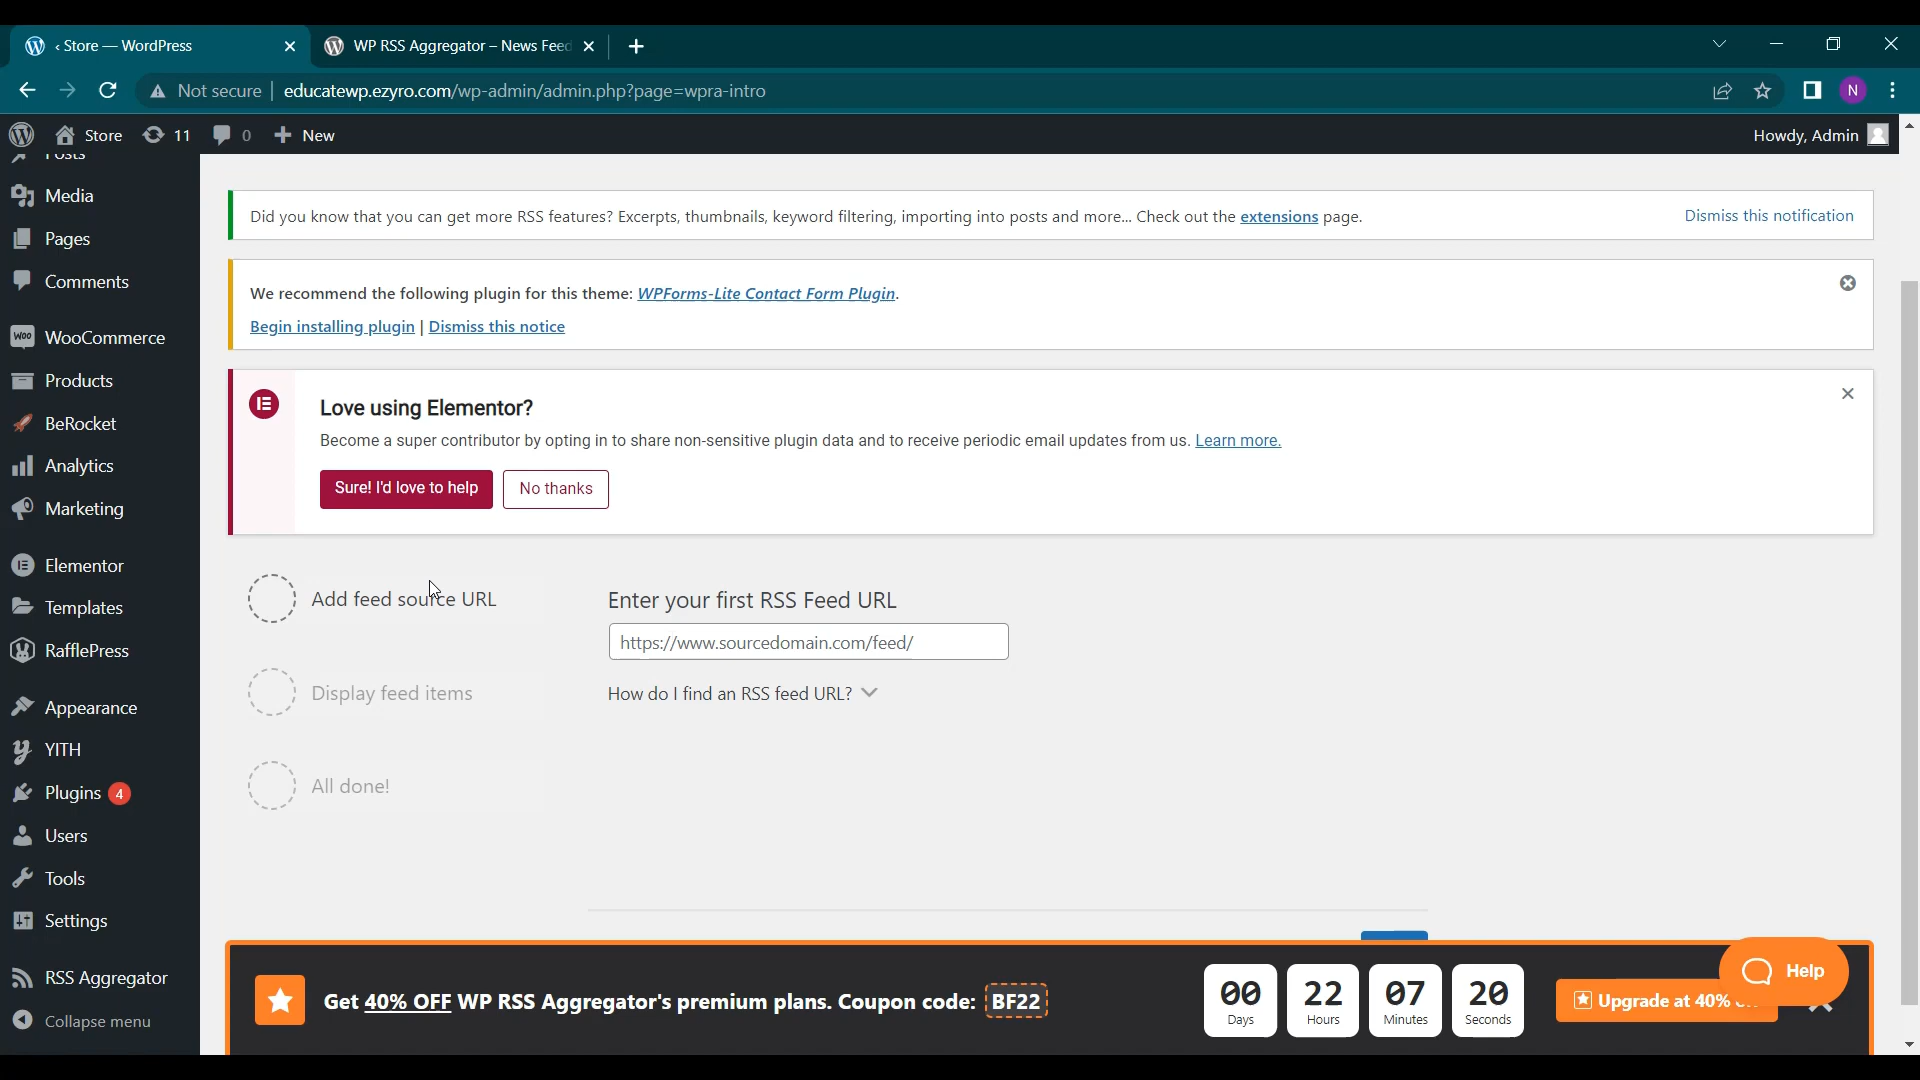 ‹ Store — WordPress
WP RSS Aggregator – News Feed
Not secure
educatewp.ezyro.com/wp-admin/admin.php?page=wpra-intro
N
Store
11
0
New
Howdy, Admin
Posts
Media
Pages
Comments
WooCommerce
Products
BeRocket
Analytics
Marketing
Elementor
Templates
RafflePress
Appearance
YITH
Plugins 4
Users
Tools
Settings
RSS Aggregator
Collapse menu
Did you know that you can get more RSS features? Excerpts, thumbnails, keyword filtering, importing into posts and more... Check out the extensions page.
Dismiss this notification
We recommend the following plugin for this theme: WPForms-Lite Contact Form Plugin.
Begin installing plugin | Dismiss this notice
Love using Elementor?
Become a super contributor by opting in to share non-sensitive plugin data and to receive periodic email updates from us. Learn more.
Sure! I'd love to help
No thanks
Add feed source URL
Display feed items
All done!
Enter your first RSS Feed URL
https://www.sourcedomain.com/feed/
How do I find an RSS feed URL?
Get 40% OFF WP RSS Aggregator's premium plans. Coupon code: BF22
00 22 07 20
Days Hours Minutes Seconds
Upgrade at 40%
Help